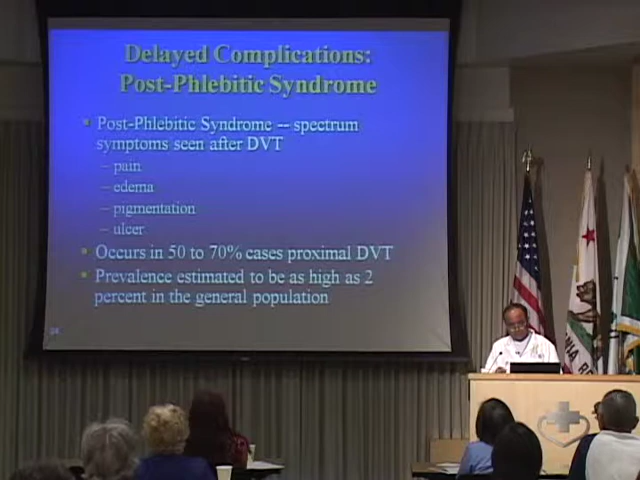 Delayed Complications:
Post-Phlebitic Syndrome
Post-Phlebitic Syndrome -- spectrum
symptoms seen after DVT
– pain
– edema
– pigmentation
– ulcer
Occurs in 50 to 70% cases proximal DVT
Prevalence estimated to be as high as 2
percent in the general population